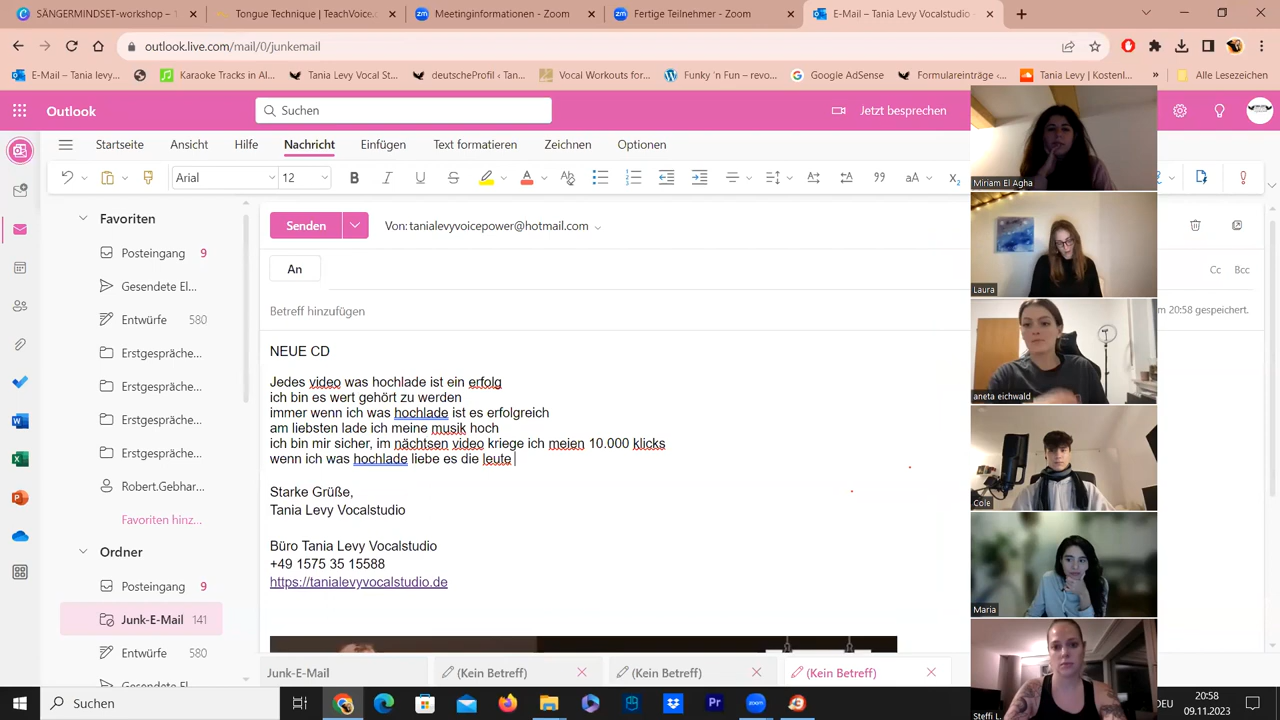 SÄNGERMINDSET - YouTube
Tongue Technique - Voice
Meetinginformationen - Zoom
Fertige Teilnehmer - Zoom
E-Mail – Tania Levy Vocalstudio
outlook.live.com/mail/0/junkemail
E-Mail – Tania levy...
Karaoke Tracks in Al...
Tania Levy Vocal St...
deutscheProfil ‹ Tan...
Vocal Workouts for...
Funky 'n Fun – revo...
Google AdSense
Formulareinträge ‹...
Tania Levy | Kostenl...
Alle Lesezeichen
Outlook
Suchen
Jetzt besprechen
Startseite
Ansicht
Hilfe
Nachricht
Einfügen
Text formatieren
Zeichnen
Optionen
Arial
12
Favoriten
Posteingang 9
Gesendete El...
Entwürfe 580
Erstgespräche...
Erstgespräche...
Erstgespräche...
Erstgespräche...
Robert.Gebhar...
Favoriten hinz...
Ordner
Posteingang 9
Junk-E-Mail 141
Entwürfe 580
Gesendete El...
Senden
Von: tanialevyvoicepower@hotmail.com
An
Cc Bcc
Betreff hinzufügen
m 20:58 gespeichert.
NEUE CD
Jedes video was hochlade ist ein erfolg
ich bin es wert gehört zu werden
immer wenn ich was hochlade ist es erfolgreich
am liebsten lade ich meine musik hoch
ich bin mir sicher, im nächtsen video kriege ich meien 10.000 klicks
wenn ich was hochlade liebe es die leute
Starke Grüße,
Tania Levy Vocalstudio
Büro Tania Levy Vocalstudio
+49 1575 35 15588
https://tanialevyvocalstudio.de
Junk-E-Mail
(Kein Betreff)
(Kein Betreff)
(Kein Betreff)
Miriam El Agha
Laura
aneta eichwald
Cole
Maria
Steffi L.
Suchen
DEU
20:58
09.11.2023